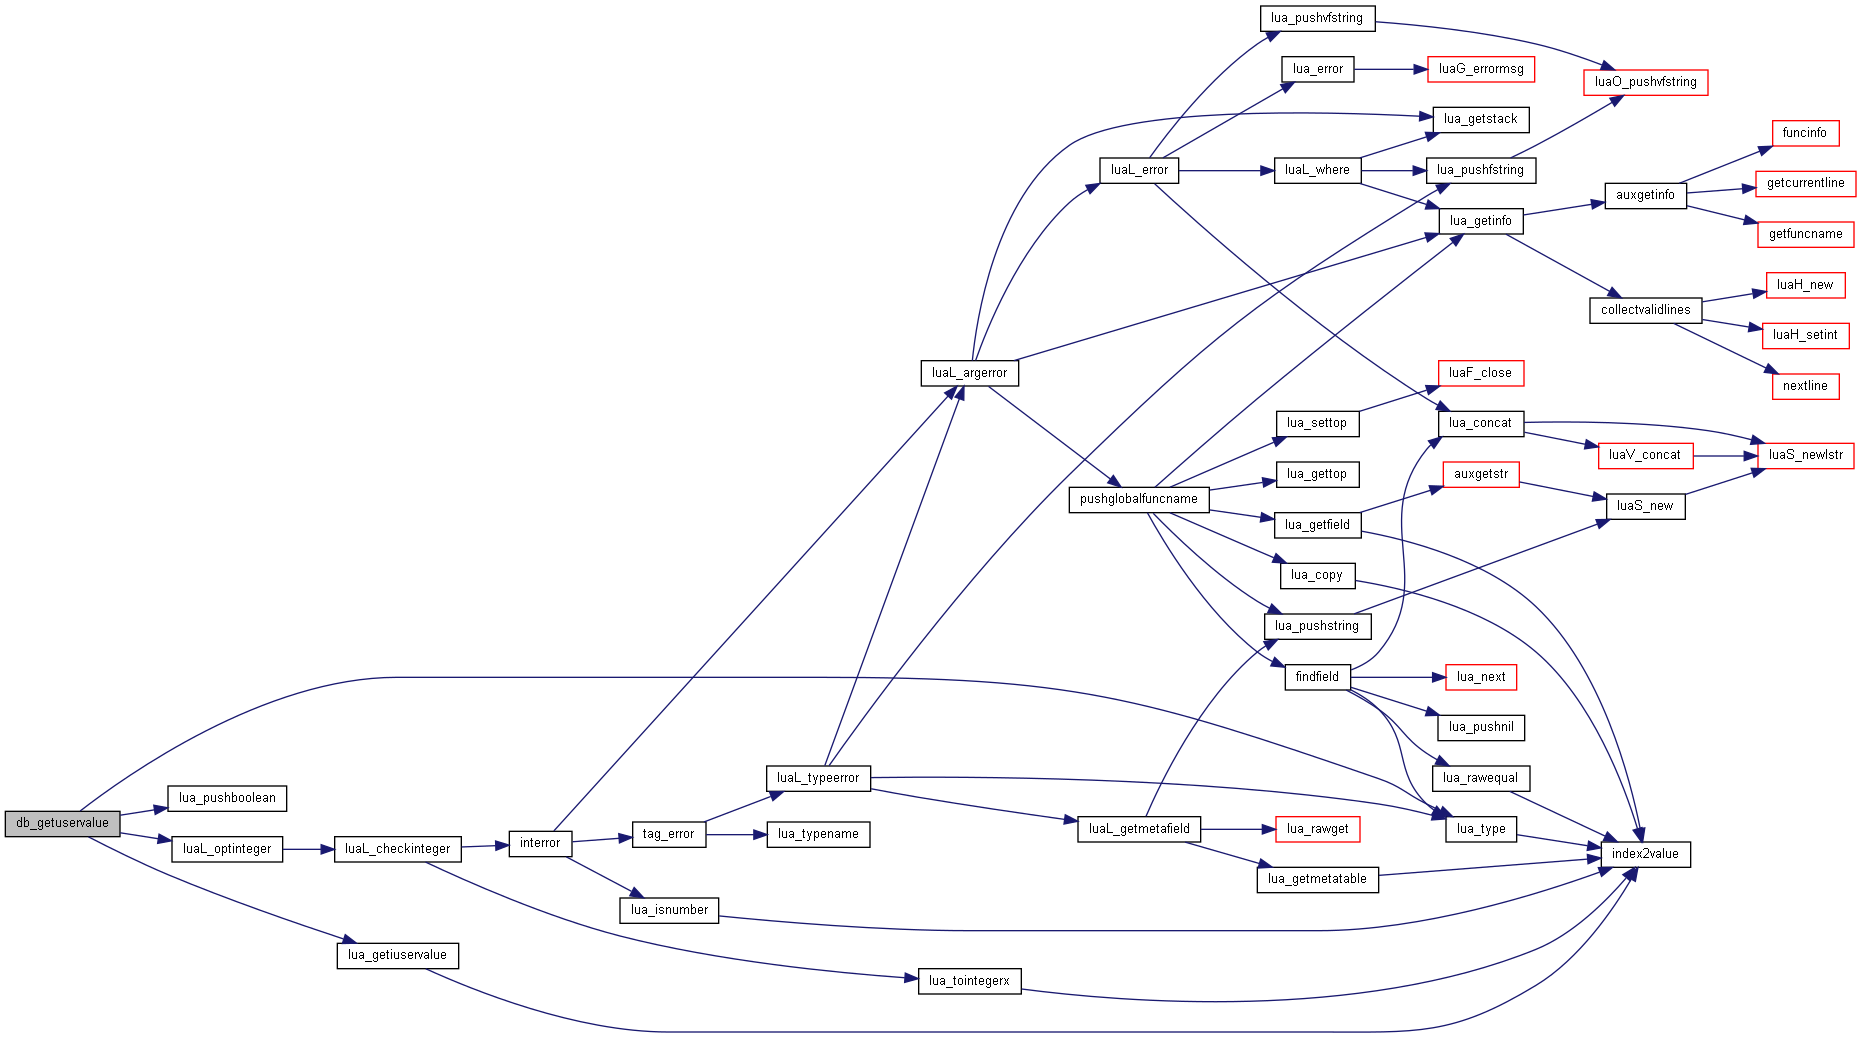 lua_pushvfstring
lua_error
luaG_errormsg
luaO_pushvfstring
lua_getstack
funcinfo
luaL_error
luaL_where
lua_pushfstring
auxgetinfo
getcurrentline
lua_getinfo
getfuncname
luaH_new
collectvalidlines
luaH_setint
luaL_argerror
luaF_close
nextline
lua_settop
lua_concat
luaV_concat
luaS_newlstr
lua_gettop
auxgetstr
pushglobalfuncname
luaS_new
lua_getfield
lua_copy
lua_pushstring
findfield
lua_next
lua_pushnil
luaL_typeerror
lua_rawequal
lua_pushboolean
db_getuservalue
tag_error
lua_typename
luaL_getmetafield
lua_rawget
lua_type
luaL_optinteger
luaL_checkinteger
interror
index2value
lua_getmetatable
lua_isnumber
lua_getiuservalue
lua_tointegerx